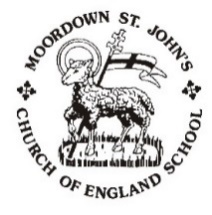 MOORDOWN ST. JOHN'S
CHURCH OF ENGLAND SCHOOL